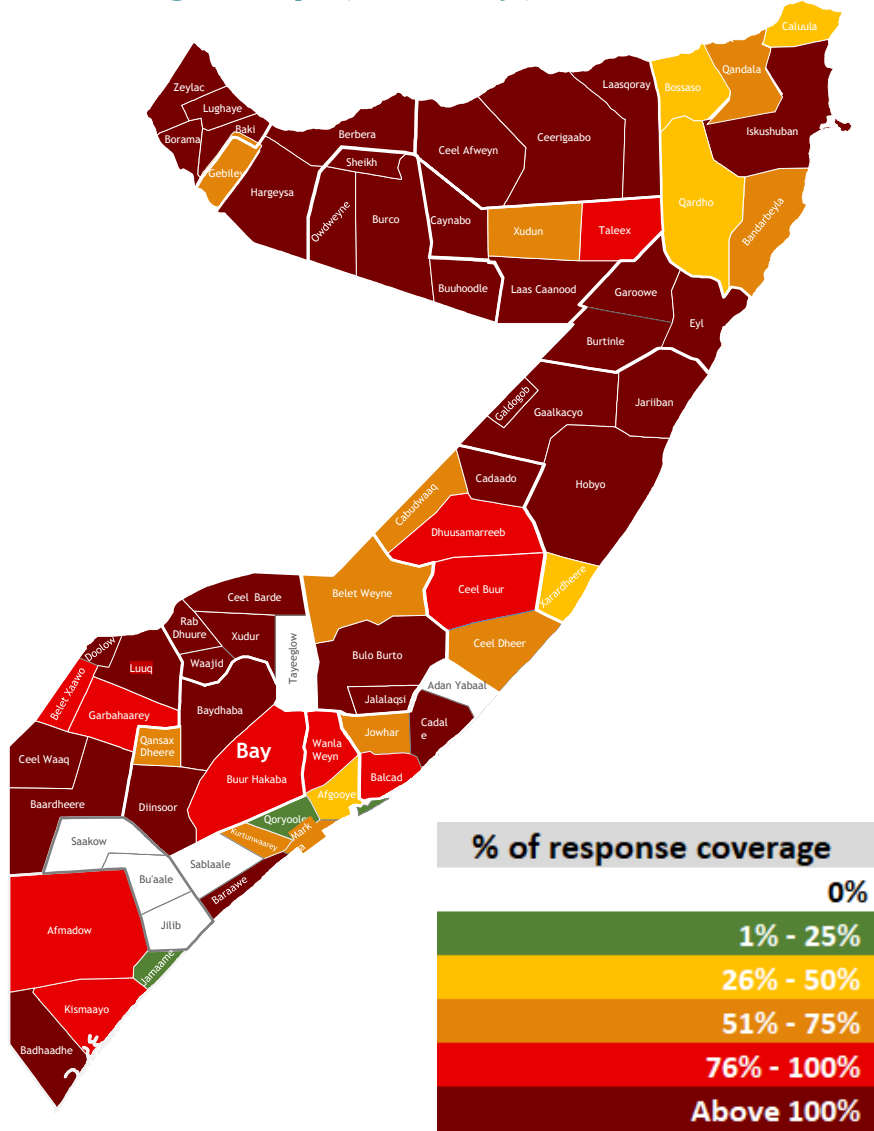 Caluula
Zeylac
Laasqoray
Bossaso
Qandala
Lughaye
Baki
Borama
Berbera
Iskushuban
Ceel Afweyn
Ceerigaabo
Sheikh
Gebiley
Hargeysa
Qardho
Owdweyne
Burco
Caynabo
Xudun
Taleex
Bandarbeyla
Buuhoodle
Laas Caanood
Garoowe
Eyl
Burtinle
Galdogob
Gaalkacyo
Jariiban
Cadaado
Hobyo
Cabudwaaq
Dhuusamarreeb
Ceel Barde
Belet Weyne
Ceel Buur
Xarardheere
Rab
Dhuure
Xudur
Tayeeglow
Ceel Dheer
Doolow
Luuq
Waajid
Bulo Burto
Belet Xaawo
Adan Yabaal
Garbahaarey
Baydhaba
Jalalaqsi
Cadal
e
Qansax
Dheere
Bay
Wanla
Weyn
Jowhar
Ceel Waaq
Buur Hakaba
Balcad
Baardheere
Diinsoor
Afgooye
Qoryoole
Kurtunwaarey
Mark
a
Saakow
Sablaale
Bu'aale
Baraawe
Jilib
Afmadow
Jamaame
Kismaayo
Badhaadhe
% of response coverage
0%
1% - 25%
26% - 50%
51% - 75%
76% - 100%
Above 100%